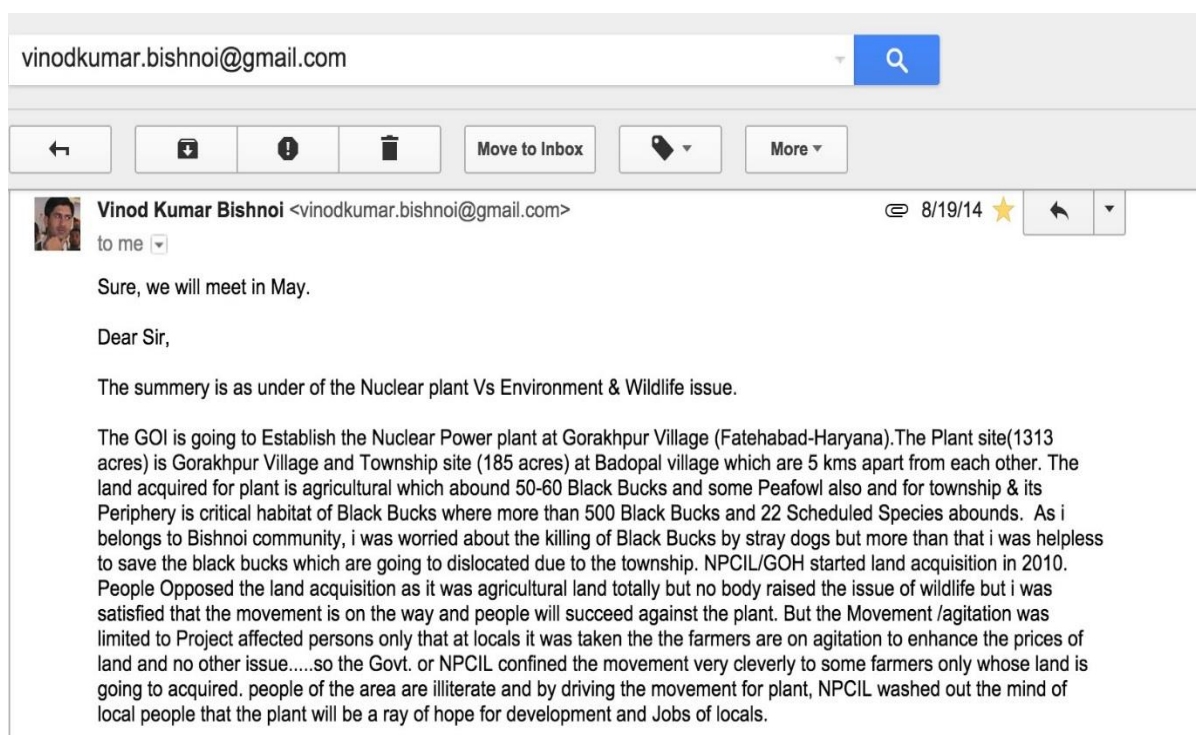 vinodkumar.bishnoi@gmail.com
Move to Inbox
More
Vinod Kumar Bishnoi <vinodkumar.bishnoi@gmail.com>
8/19/14
to me
Sure, we will meet in May.
Dear Sir,
The summery is as under of the Nuclear plant Vs Environment & Wildlife issue.
The GOI is going to Establish the Nuclear Power plant at Gorakhpur Village (Fatehabad-Haryana).The Plant site(1313
acres) is Gorakhpur Village and Township site (185 acres) at Badopal village which are 5 kms apart from each other. The
land acquired for plant is agricultural which abound 50-60 Black Bucks and some Peafowl also and for township & its
Periphery is critical habitat of Black Bucks where more than 500 Black Bucks and 22 Scheduled Species abounds. As i
belongs to Bishnoi community, i was worried about the killing of Black Bucks by stray dogs but more than that i was helpless
to save the black bucks which are going to dislocated due to the township. NPCIL/GOH started land acquisition in 2010.
People Opposed the land acquisition as it was agricultural land totally but no body raised the issue of wildlife but i was
satisfied that the movement is on the way and people will succeed against the plant. But the Movement /agitation was
limited to Project affected persons only that at locals it was taken the the farmers are on agitation to enhance the prices of
land and no other issue.....so the Govt. or NPCIL confined the movement very cleverly to some farmers only whose land is
going to acquired. people of the area are illiterate and by driving the movement for plant, NPCIL washed out the mind of
local people that the plant will be a ray of hope for development and Jobs of locals.